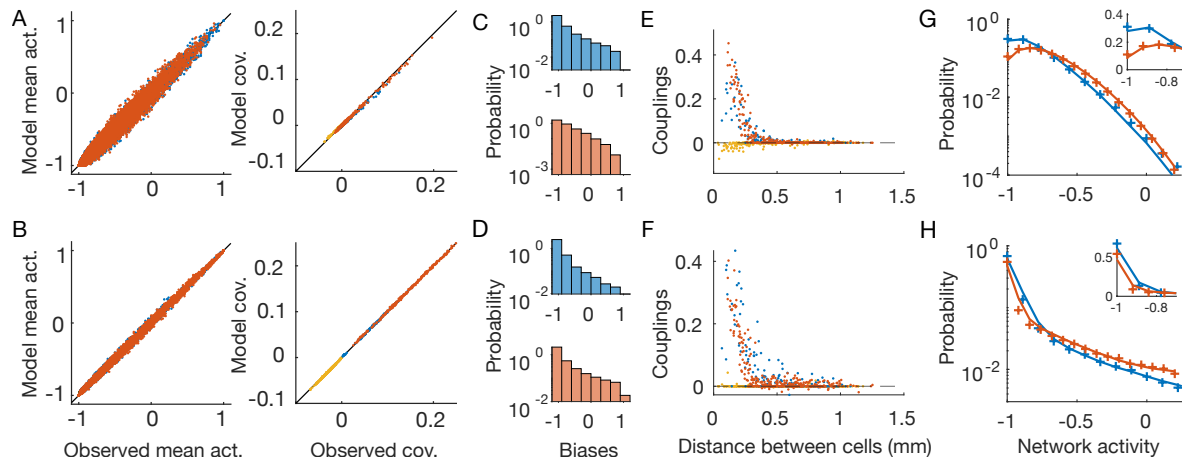 A
Model mean act.
1
0
-1
-1 0 1
Model cov.
0.2
0.1
0
-0.1
0 0.2
C
Probability
10^0
10^-2
-1 0 1
10^0
10^-3
-1 0 1
E
Couplings
0.4
0.2
0
0 0.5 1 1.5
G
Probability
10^0
10^-2
10^-4
-1 -0.5 0
0.4
0.2
0
-1 -0.8
B
Model mean act.
1
0
-1
-1 0 1
Observed mean act.
Model cov.
0.2
0.1
0
-0.1
0 0.2
Observed cov.
D
Probability
10^0
10^-2
-1 0 1
10^0
10^-2
-1 0 1
Biases
F
Couplings
0.4
0.2
0
0 0.5 1 1.5
Distance between cells (mm)
H
Probability
10^0
10^-2
-1 -0.5 0
0.5
0
-1 -0.8
Network activity